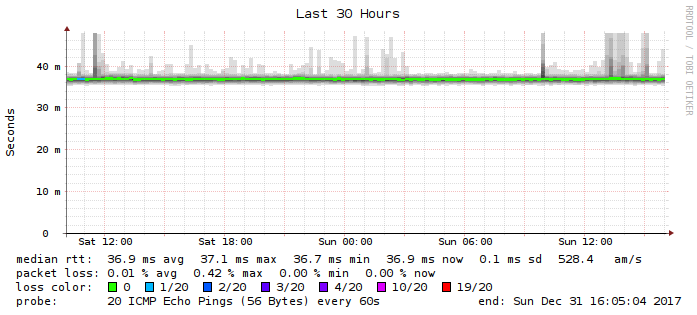 Last 30 Hours
RRDTOOL / TOBI OETIKER
Seconds
40 m
30 m
20 m
10 m
0
Sat 12:00 Sat 18:00 Sun 00:00 Sun 06:00 Sun 12:00
median rtt: 36.9 ms avg 37.1 ms max 36.7 ms min 36.9 ms now 0.1 ms sd 528.4 am/s
packet loss: 0.01 % avg 0.42 % max 0.00 % min 0.00 % now
loss color: 0 1/20 2/20 3/20 4/20 10/20 19/20
probe: 20 ICMP Echo Pings (56 Bytes) every 60s end: Sun Dec 31 16:05:04 2017